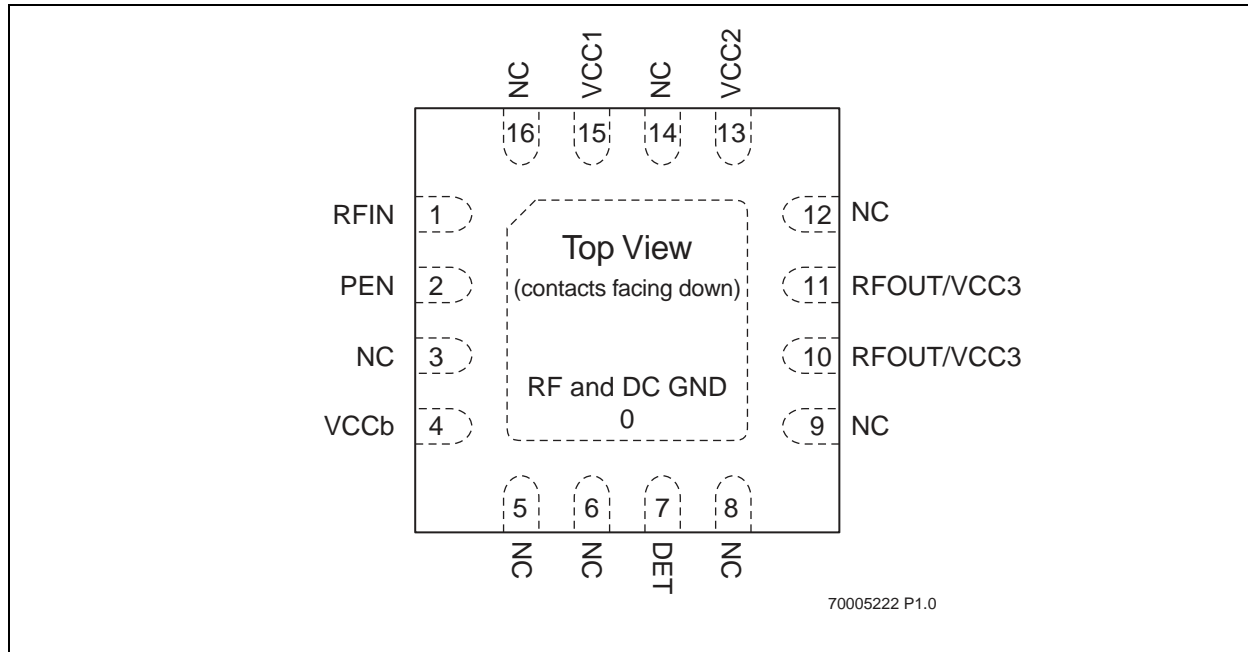 NC
VCC1
NC
VCC2
16
15
14
13
RFIN
1
12
NC
PEN
2
11
RFOUT/VCC3
NC
3
10
RFOUT/VCC3
VCCb
4
9
NC
Top View
(contacts facing down)
RF and DC GND
0
5
6
7
8
NC
NC
DET
NC
70005222 P1.0